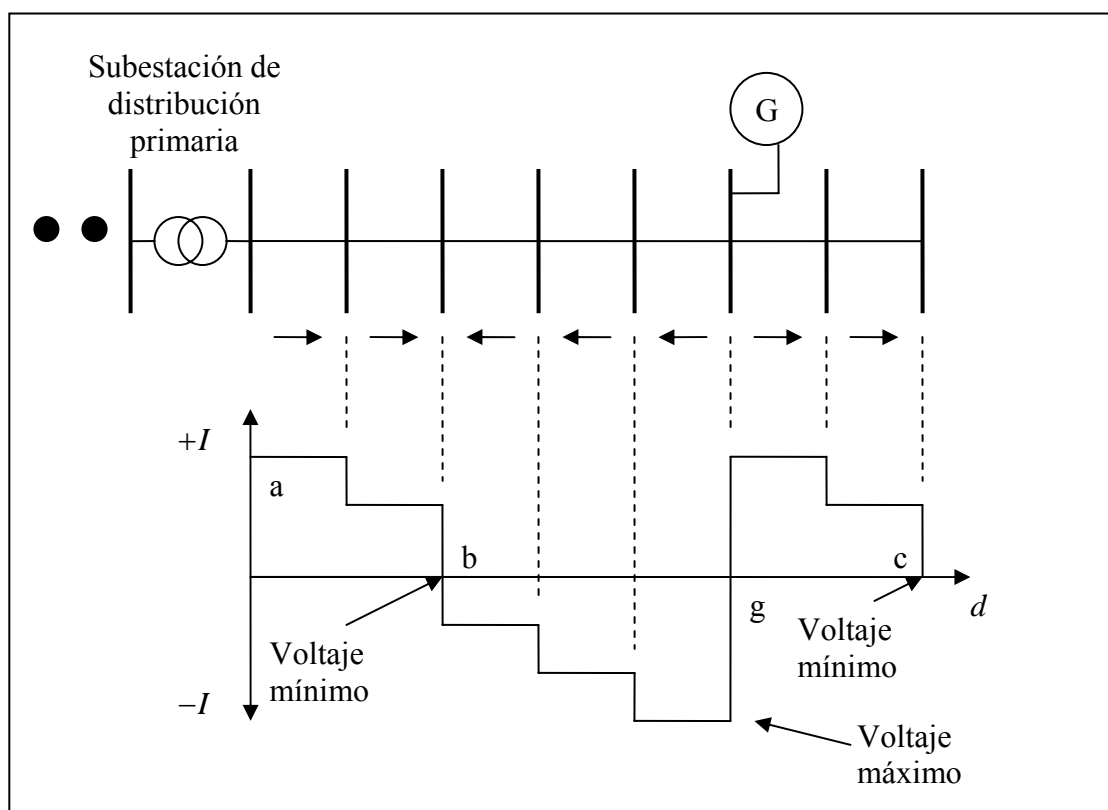 Subestación de
distribución
primaria
G
+I
a
b
c
g
d
Voltaje
mínimo
Voltaje
mínimo
−I
Voltaje
máximo